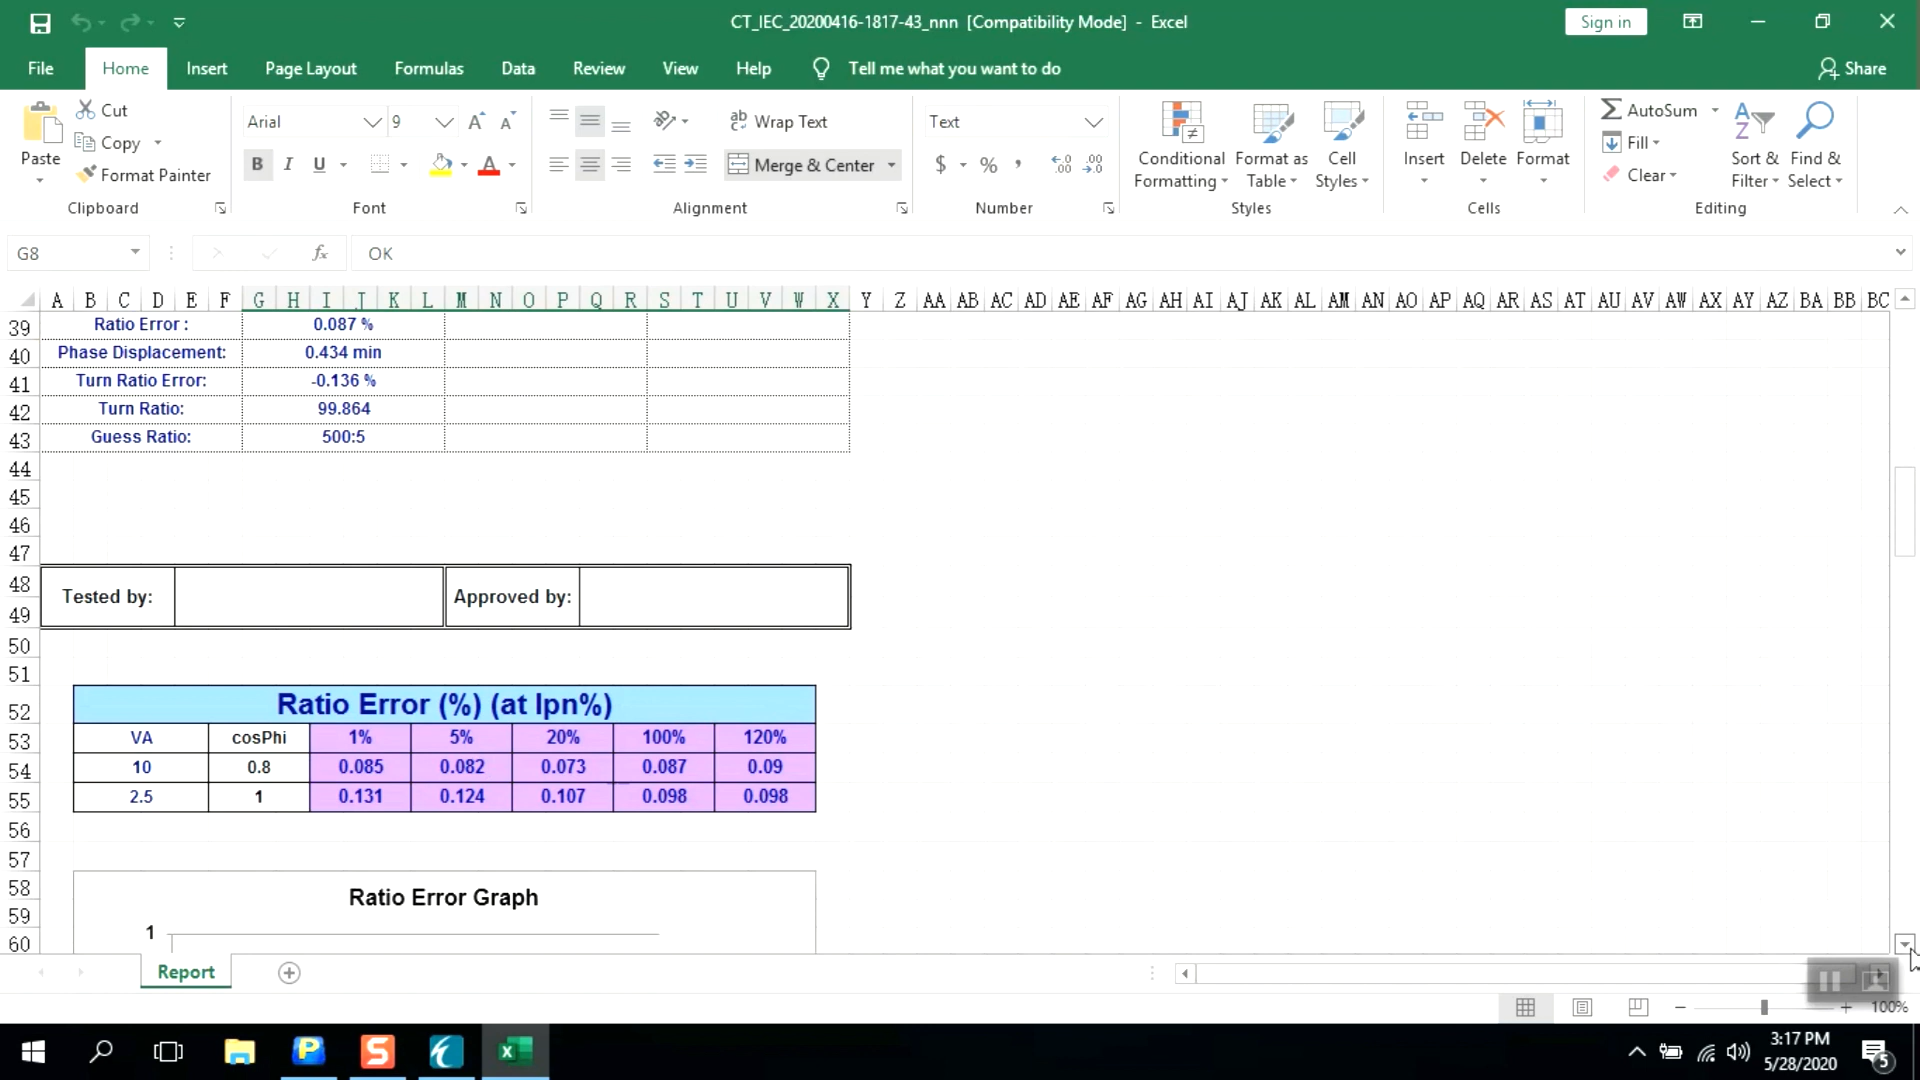 CT_IEC_20200416-1817-43_nnn [Compatibility Mode] - Excel
Sign in
File Home Insert Page Layout Formulas Data Review View Help Tell me what you want to do
Share
Paste
Cut
Copy
Format Painter
Clipboard
Arial 9
B I U
Font
Wrap Text
Merge & Center
Alignment
Text
$ % ,
Number
Conditional Formatting
Format as Table
Cell Styles
Styles
Insert Delete Format
Cells
AutoSum
Fill
Clear
Sort & Filter
Find & Select
Editing
G8 fx OK
A B C D E F G H I J K L M N O P Q R S T U V W X Y Z AA AB AC AD AE AF AG AH AI AJ AK AL AM AN AO AP AQ AR AS AT AU AV AW AX AY AZ BA BB BC
39 Ratio Error : 0.087 %
40 Phase Displacement: 0.434 min
41 Turn Ratio Error: -0.136 %
42 Turn Ratio: 99.864
43 Guess Ratio: 500:5
44
45
46
47
48
Tested by: Approved by:
49
50
51
52 Ratio Error (%) (at Ipn%)
53 VA cosPhi 1% 5% 20% 100% 120%
54 10 0.8 0.085 0.082 0.073 0.087 0.09
55 2.5 1 0.131 0.124 0.107 0.098 0.098
56
57
58 Ratio Error Graph
59
60 1
Report
100%
3:17 PM
5/28/2020
5